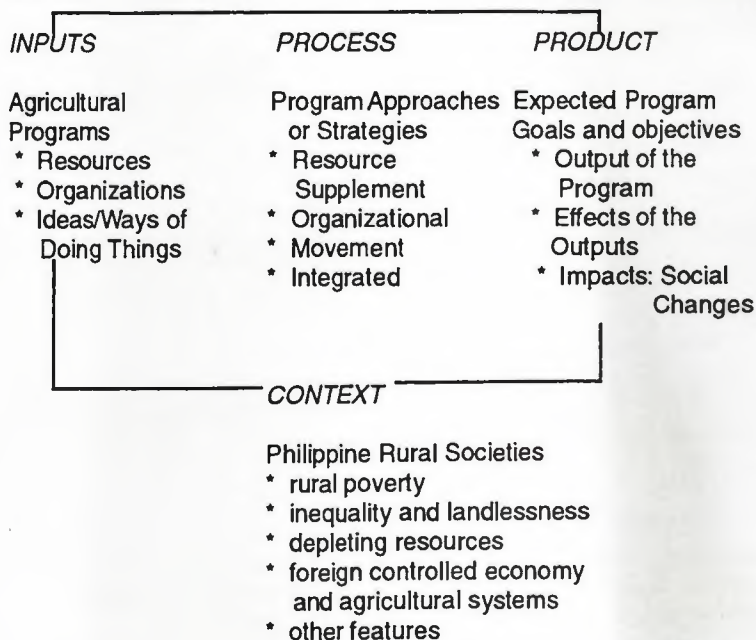 INPUTS
Agricultural
Programs
* Resources
* Organizations
* Ideas/Ways of
Doing Things
PROCESS
Program Approaches
or Strategies
* Resource
Supplement
* Organizational
* Movement
* Integrated
PRODUCT
Expected Program
Goals and objectives
* Output of the
Program
* Effects of the
Outputs
* Impacts: Social
Changes
CONTEXT
Philippine Rural Societies
* rural poverty
* inequality and landlessness
* depleting resources
* foreign controlled economy
and agricultural systems
* other features